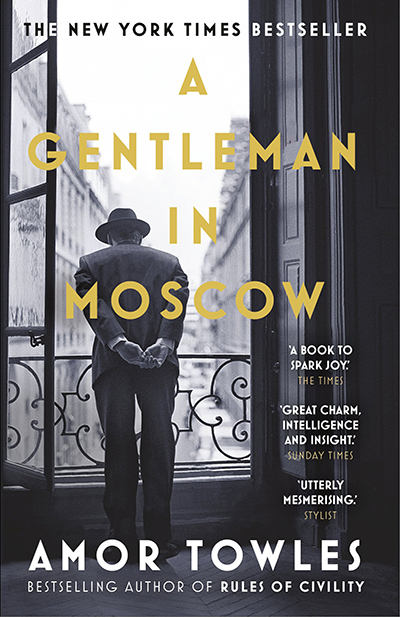 THE NEW YORK TIMES BESTSELLER
A
GENTLEMAN
IN
MOSCOW
'A BOOK TO
SPARK JOY.'
THE TIMES
'GREAT CHARM,
INTELLIGENCE
AND INSIGHT.'
SUNDAY TIMES
'UTTERLY
MESMERISING.'
STYLIST
AMOR TOWLES
BESTSELLING AUTHOR OF RULES OF CIVILITY